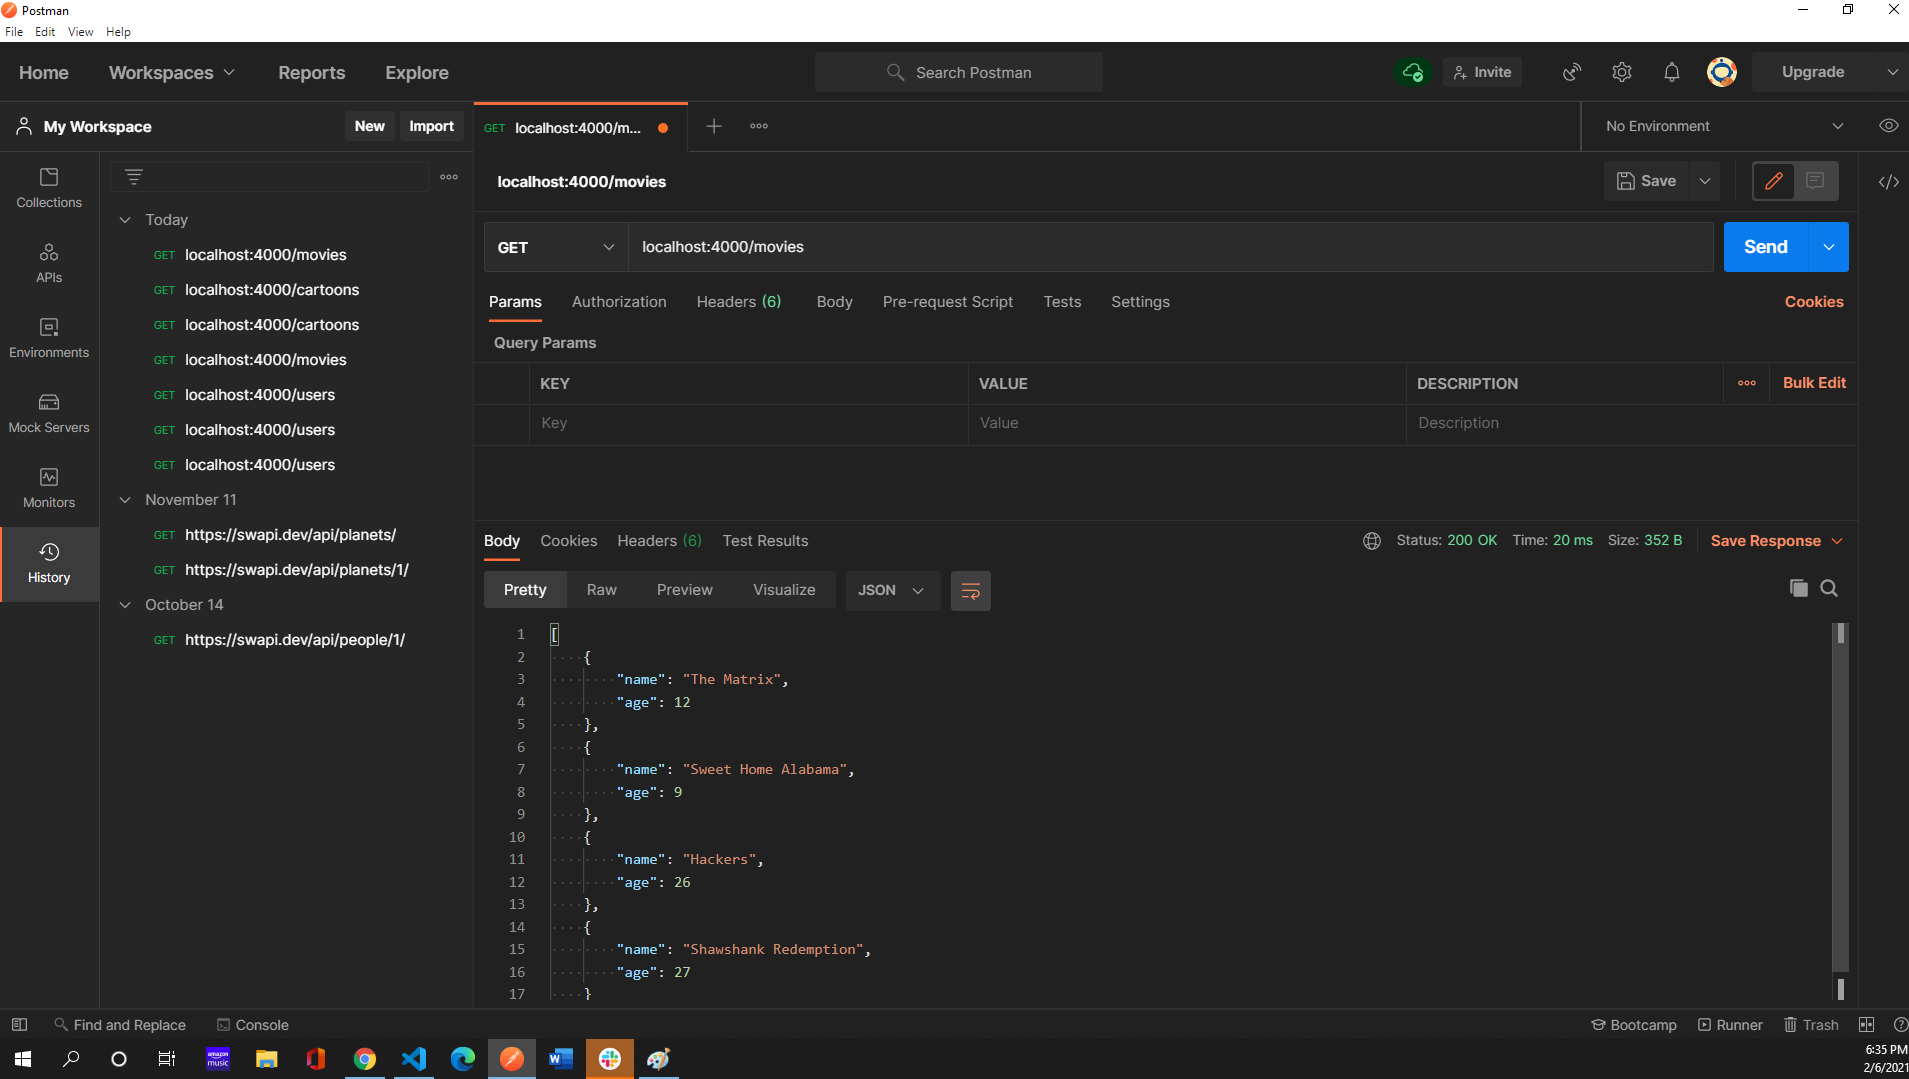 Postman
File Edit View Help
Home Workspaces Reports Explore Search Postman Invite Upgrade
My Workspace New Import GET localhost:4000/m... No Environment
localhost:4000/movies Save
GET localhost:4000/movies Send
Params Authorization Headers (6) Body Pre-request Script Tests Settings Cookies
Query Params
KEY VALUE DESCRIPTION Bulk Edit
Key Value Description
Collections
APIs
Environments
Mock Servers
Monitors
History
Today
GET localhost:4000/movies
GET localhost:4000/cartoons
GET localhost:4000/cartoons
GET localhost:4000/movies
GET localhost:4000/users
GET localhost:4000/users
GET localhost:4000/users
November 11
GET https://swapi.dev/api/planets/
GET https://swapi.dev/api/planets/1/
October 14
GET https://swapi.dev/api/people/1/
Body Cookies Headers (6) Test Results Status: 200 OK Time: 20 ms Size: 352 B Save Response
Pretty Raw Preview Visualize JSON
1 [
2 {
3 "name": "The Matrix",
4 "age": 12
5 },
6 {
7 "name": "Sweet Home Alabama",
8 "age": 9
9 },
10 {
11 "name": "Hackers",
12 "age": 26
13 },
14 {
15 "name": "Shawshank Redemption",
16 "age": 27
17 }
Find and Replace Console Bootcamp Runner Trash
amazon music
6:35 PM
2/6/2021